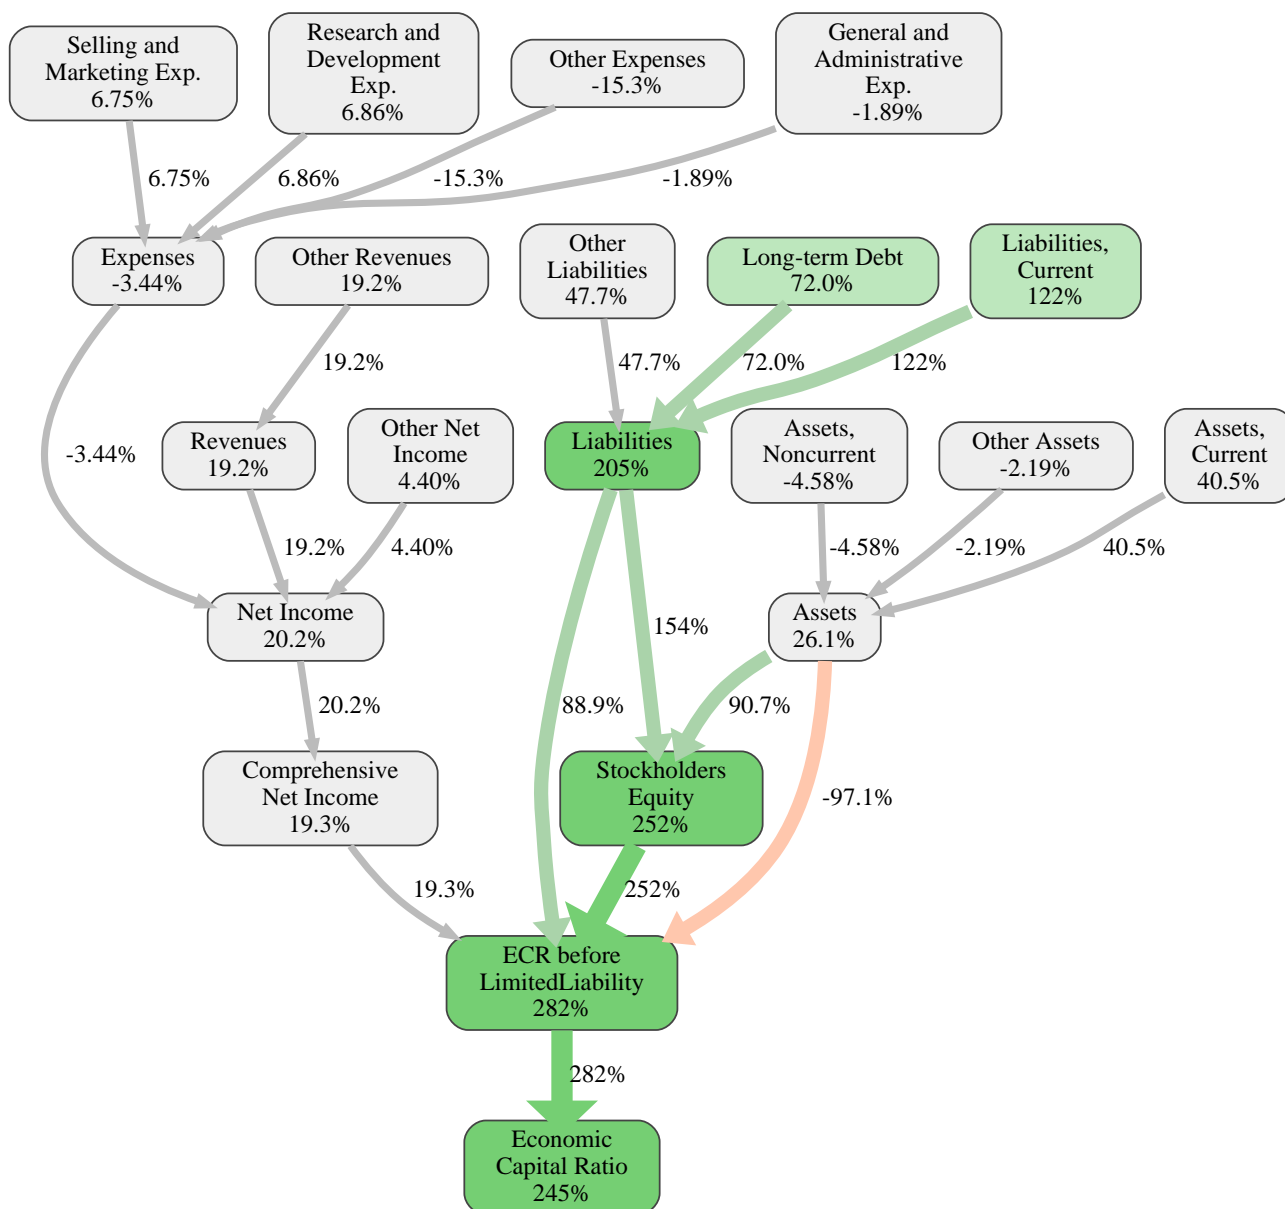 Selling and
Marketing Exp.
6.75%
Research and
Development
Exp.
6.86%
Other Expenses
-15.3%
General and
Administrative
Exp.
-1.89%
6.75%
6.86%
-15.3%
-1.89%
Expenses
-3.44%
Other Revenues
19.2%
Other
Liabilities
47.7%
Long-term Debt
72.0%
Liabilities,
Current
122%
19.2%
47.7%
72.0%
122%
-3.44%
Revenues
19.2%
Other Net
Income
4.40%
Liabilities
205%
Assets,
Noncurrent
-4.58%
Other Assets
-2.19%
Assets,
Current
40.5%
19.2%
4.40%
-4.58%
-2.19%
40.5%
Net Income
20.2%
154%
Assets
26.1%
20.2%
88.9%
90.7%
Comprehensive
Net Income
19.3%
Stockholders
Equity
252%
-97.1%
19.3%
252%
ECR before
LimitedLiability
282%
282%
Economic
Capital Ratio
245%